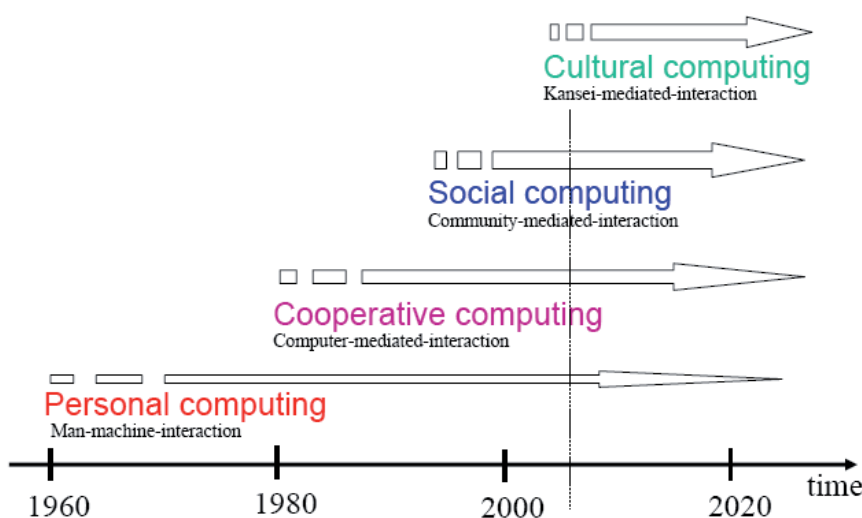 Cultural computing
Kansei-mediated-interaction
Social computing
Community-mediated-interaction
Cooperative computing
Computer-mediated-interaction
Personal computing
Man-machine-interaction
time
1960
1980
2000
2020